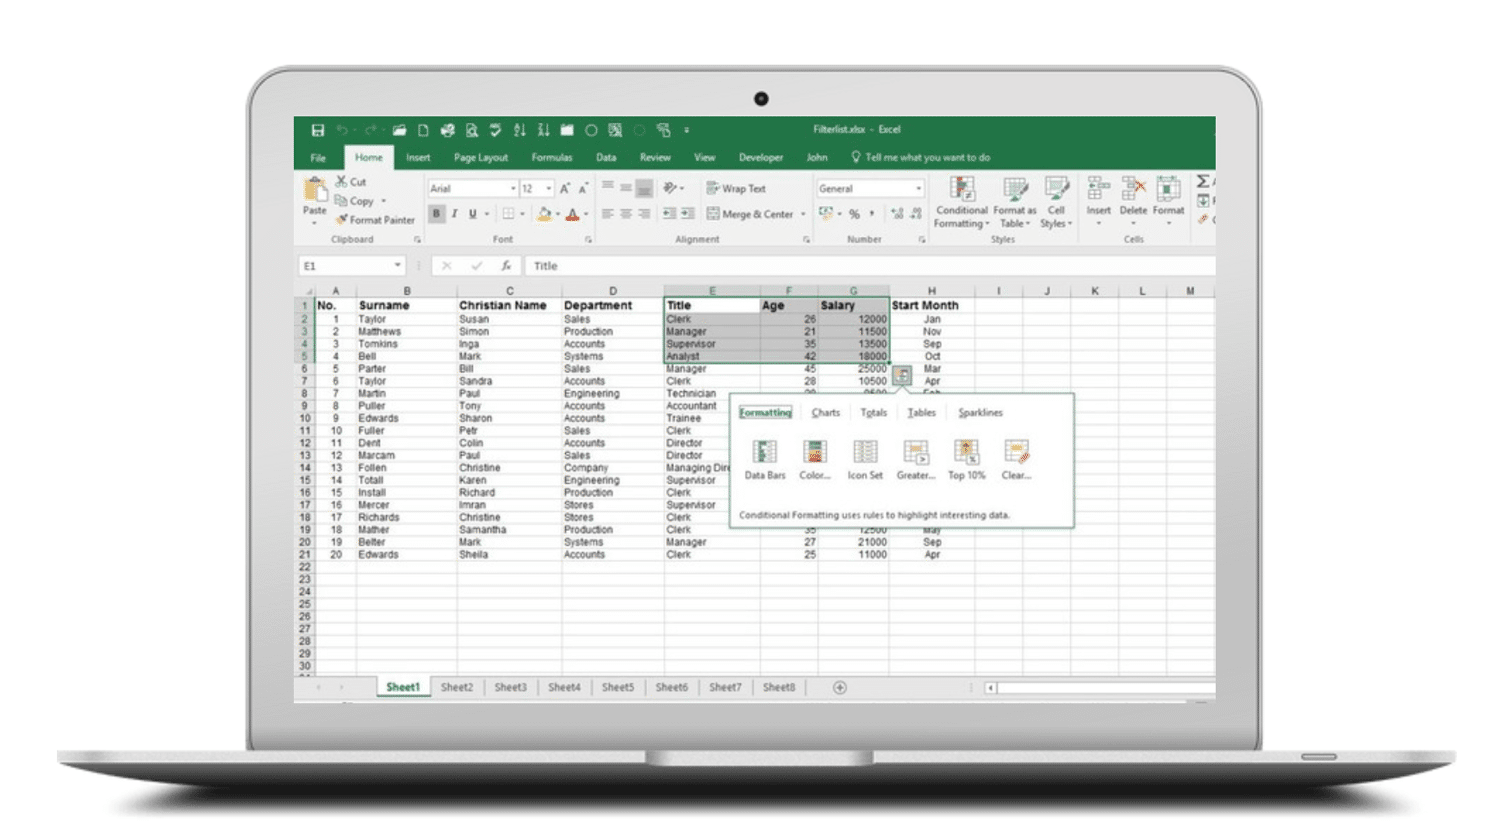 Filterlist.xlsx - Excel
File Home Insert Page Layout Formulas Data Review View Developer John Tell me what you want to do
Cut
Copy
Format Painter
Paste
Clipboard
Arial 12
B I U
Font
Wrap Text
Merge & Center
Alignment
General
%
Number
Conditional Formatting
Format as Table
Cell Styles
Styles
Insert Delete Format
Cells
E1 fx Title
A B C D E F G H I J K L M
1 No. Surname Christian Name Department Title Age Salary Start Month
2 1 Taylor Susan Sales Clerk 26 12000 Jan
3 2 Matthews Simon Production Manager 21 11500 Nov
4 3 Tomkins Inga Accounts Supervisor 35 13500 Sep
5 4 Bell Mark Systems Analyst 42 18000 Oct
6 5 Parter Bill Sales Manager 45 25000 Mar
7 6 Taylor Sandra Accounts Clerk 28 10500 Apr
8 7 Martin Paul Engineering Technician
9 8 Puller Tony Accounts Accountant
10 9 Edwards Sharon Accounts Trainee
11 10 Fuller Petr Sales Clerk
12 11 Dent Colin Accounts Director
13 12 Marcam Paul Sales Director
14 13 Follen Christine Company Managing Dire
15 14 Totall Karen Engineering Supervisor
16 15 Install Richard Production Clerk
17 16 Mercer Imran Stores Supervisor
18 17 Richards Christine Stores Clerk
19 18 Mather Samantha Production Clerk 35 12500 May
20 19 Belter Mark Systems Manager 27 21000 Sep
21 20 Edwards Sheila Accounts Clerk 25 11000 Apr
22
23
24
25
26
27
28
29
30
Formatting Charts Totals Tables Sparklines
Data Bars Color... Icon Set Greater... Top 10% Clear...
Conditional Formatting uses rules to highlight interesting data.
Sheet1 Sheet2 Sheet3 Sheet4 Sheet5 Sheet6 Sheet7 Sheet8